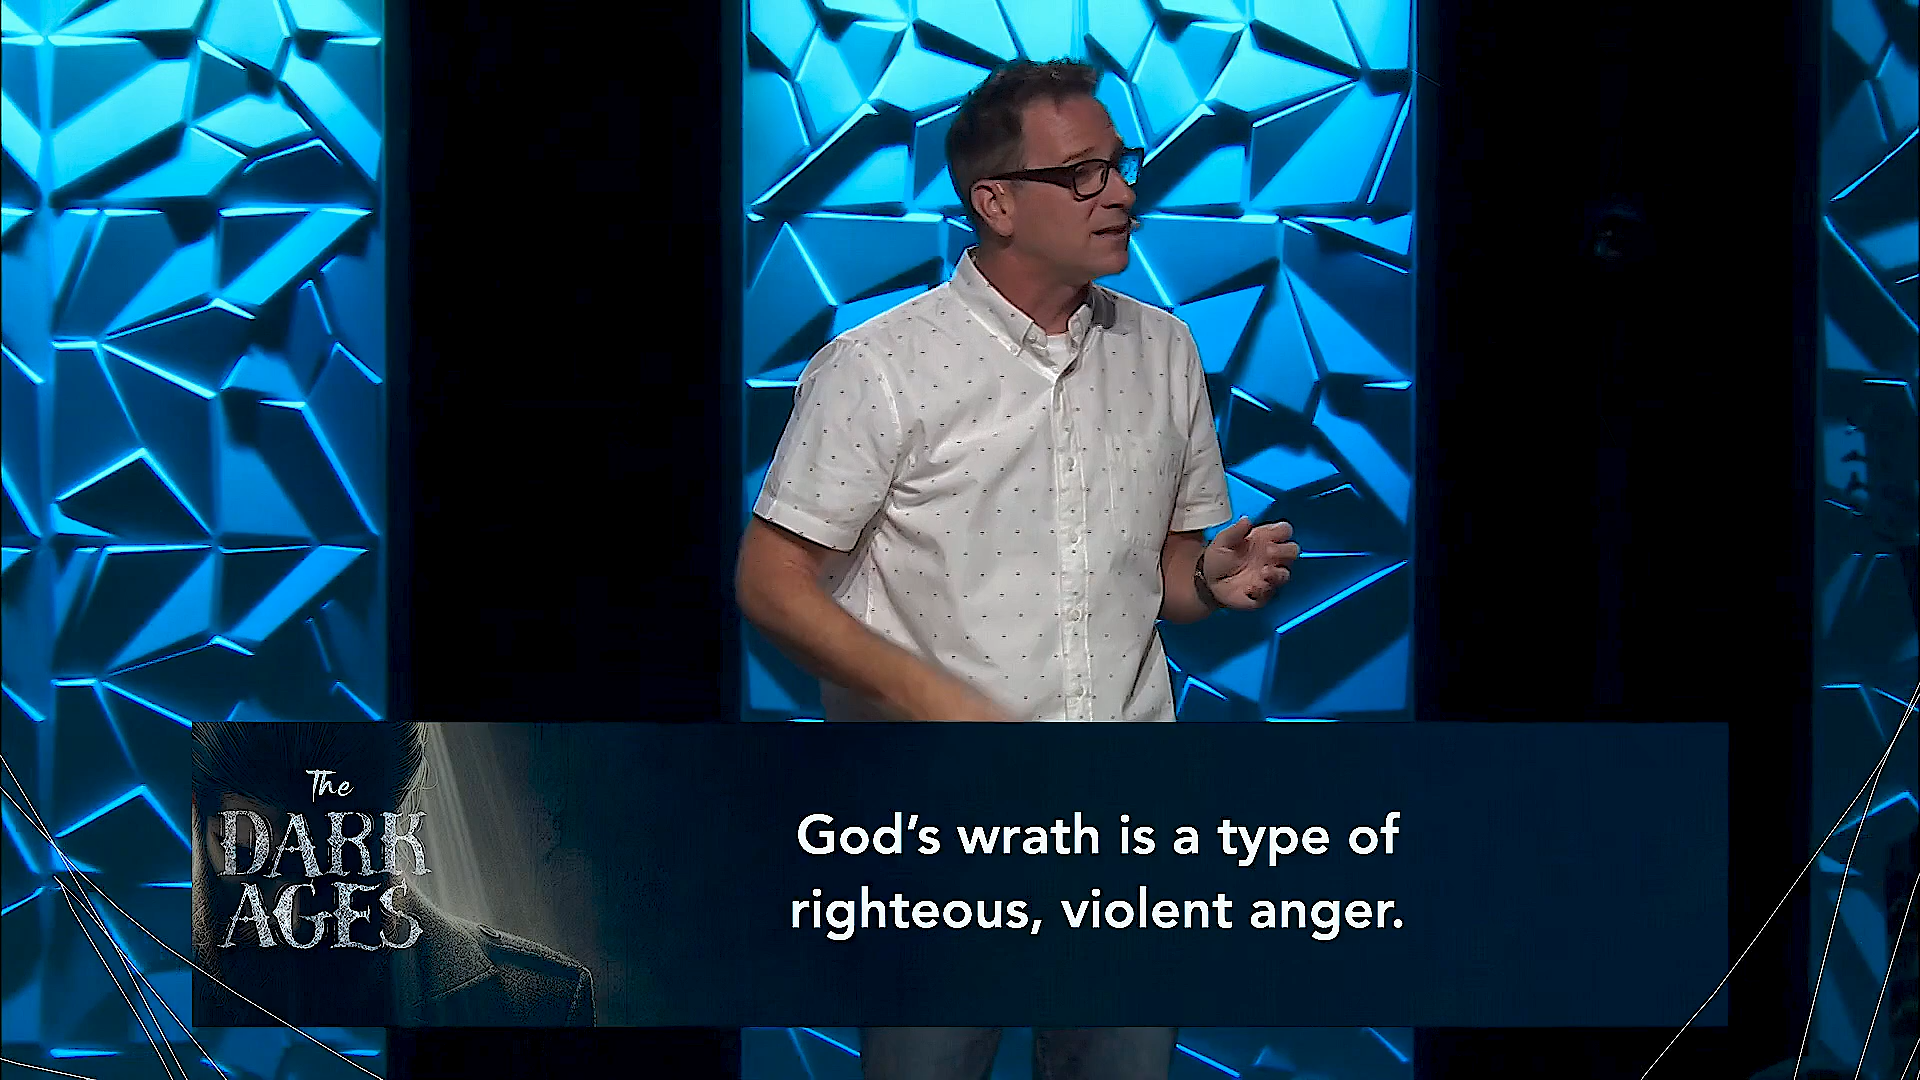 The
DARK
AGES
God's wrath is a type of
righteous, violent anger.